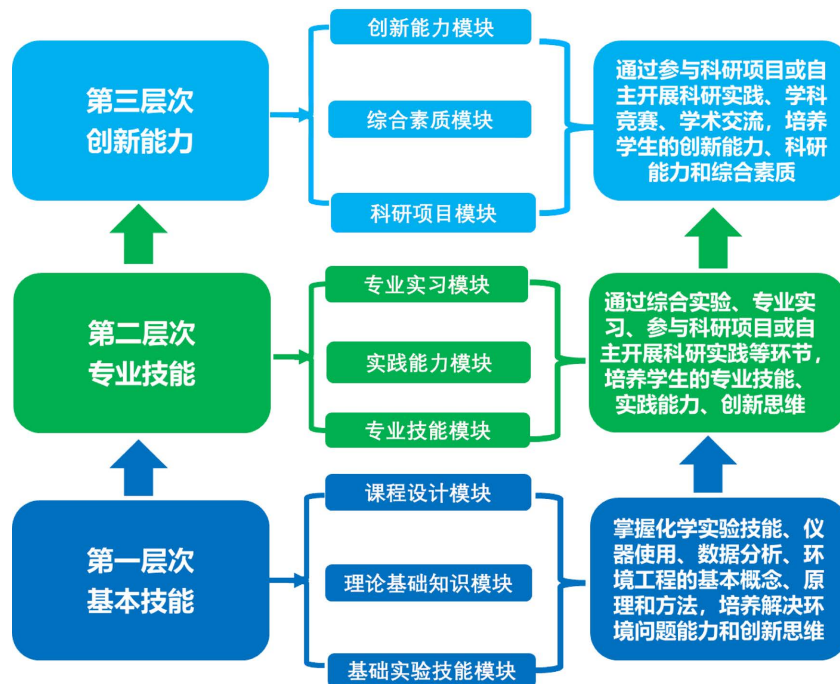 第三层次
创新能力
创新能力模块
综合素质模块
科研项目模块
通过参与科研项目或自
主开展科研实践、学科
竞赛、学术交流，培养
学生的创新能力、科研
能力和综合素质
第二层次
专业技能
专业实习模块
实践能力模块
专业技能模块
通过综合实验、专业实
习、参与科研项目或自
主开展科研实践等环节，
培养学生的专业技能、
实践能力、创新思维
第一层次
基本技能
课程设计模块
理论基础知识模块
基础实验技能模块
掌握化学实验技能、仪
器使用、数据分析、环
境工程的基本概念、原
理和方法，培养解决环
境问题能力和创新思维